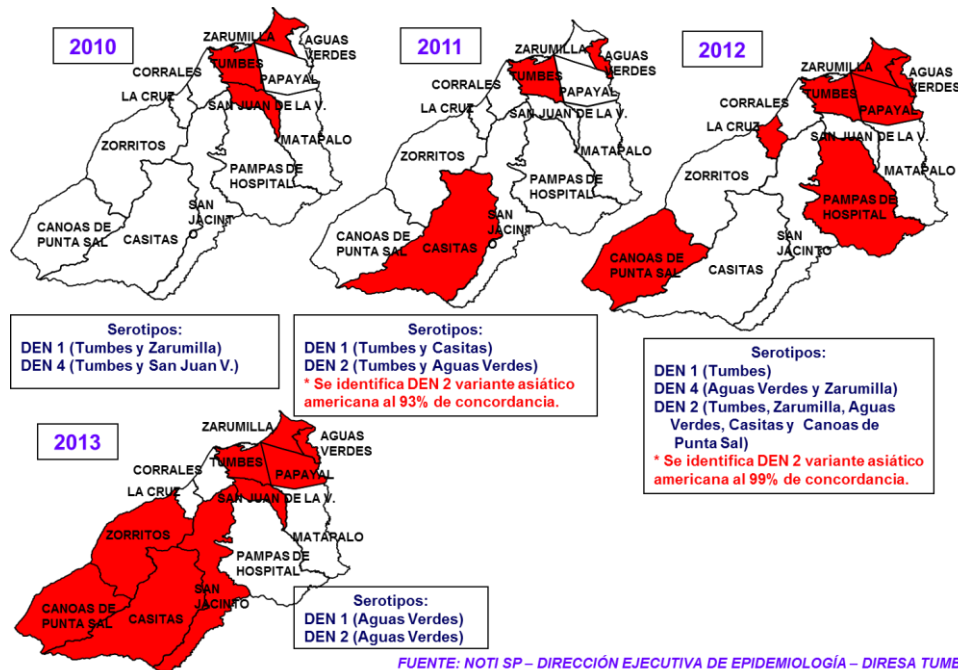 2010
ZARUMILLA
AGUAS
VERDES
TUMBES
CORRALES
PAPAYAL
LA CRUZ
SAN JUAN DE LA V.
MATAPALO
ZORRITOS
PAMPAS DE
HOSPITAL
SAN
JACINT
CANOAS DE
PUNTA SAL
CASITAS
Serotipos:
DEN 1 (Tumbes y Zarumilla)
DEN 4 (Tumbes y San Juan V.)
2011
ZARUMILLA
AGUAS
VERDES
TUMBES
CORRALES
PAPAYAL
LA CRUZ
SAN JUAN DE LA V.
MATAPALO
ZORRITOS
PAMPAS DE
HOSPITAL
SAN
JACINT
CANOAS DE
PUNTA SAL
CASITAS
Serotipos:
DEN 1 (Tumbes y Casitas)
DEN 2 (Tumbes y Aguas Verdes)
* Se identifica DEN 2 variante asiático
americana al 93% de concordancia.
2012
ZARUMILLA
AGUAS
VERDES
TUMBES
PAPAYAL
CORRALES
LA CRUZ
SAN JUAN DE LA V.
MATAPALO
ZORRITOS
PAMPAS DE
HOSPITAL
SAN
JACINTO
CANOAS DE
PUNTA SAL
CASITAS
Serotipos:
DEN 1 (Tumbes)
DEN 4 (Aguas Verdes y Zarumilla)
DEN 2 (Tumbes, Zarumilla, Aguas
Verdes, Casitas y Canoas de
Punta Sal)
* Se identifica DEN 2 variante asiático
americana al 99% de concordancia.
2013
ZARUMILLA
AGUAS
VERDES
TUMBES
PAPAYAL
CORRALES
LA CRUZ
SAN JUAN DE LA V.
MATAPALO
ZORRITOS
PAMPAS DE
HOSPITAL
SAN
JACINTO
CANOAS DE
PUNTA SAL
CASITAS
Serotipos:
DEN 1 (Aguas Verdes)
DEN 2 (Aguas Verdes)
FUENTE: NOTI SP – DIRECCIÓN EJECUTIVA DE EPIDEMIOLOGÍA – DIRESA TUMBE